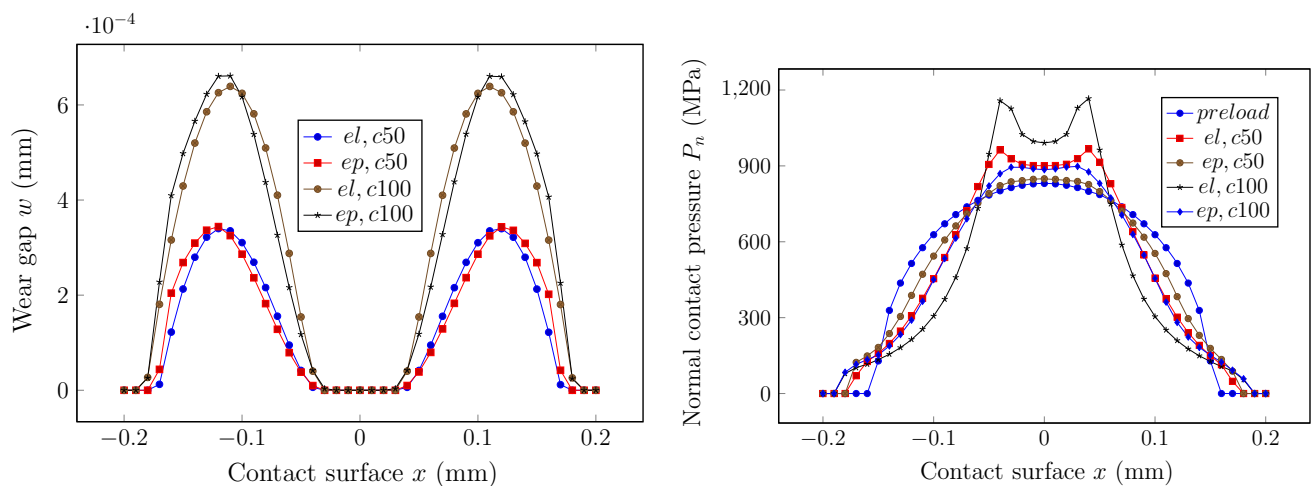 ·10⁻⁴
6
4
2
0
−0.2 −0.1 0 0.1 0.2
Contact surface x (mm)
Wear gap w (mm)
el, c50
ep, c50
el, c100
ep, c100
1,200
900
600
300
0
−0.2 −0.1 0 0.1 0.2
Contact surface x (mm)
Normal contact pressure Pₙ (MPa)
preload
el, c50
ep, c50
el, c100
ep, c100